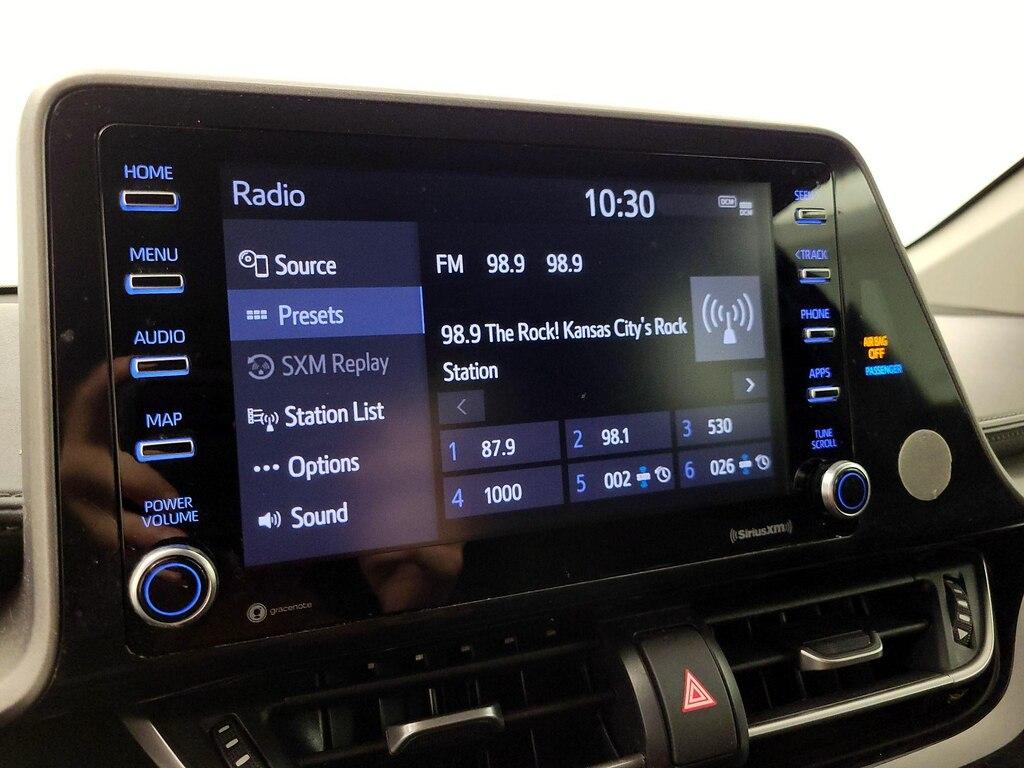 HOME
MENU
AUDIO
MAP
POWER
VOLUME
Radio
10:30
DCM
DCM
Source
Presets
SXM Replay
Station List
Options
Sound
FM 98.9 98.9
98.9 The Rock! Kansas City's Rock
Station
<
>
1 87.9
2 98.1
3 530
4 1000
5 002
6 026
gracenote
SiriusXM
<TRACK
PHONE
APPS
TUNE
SCROLL
AIR BAG
OFF
PASSENGER